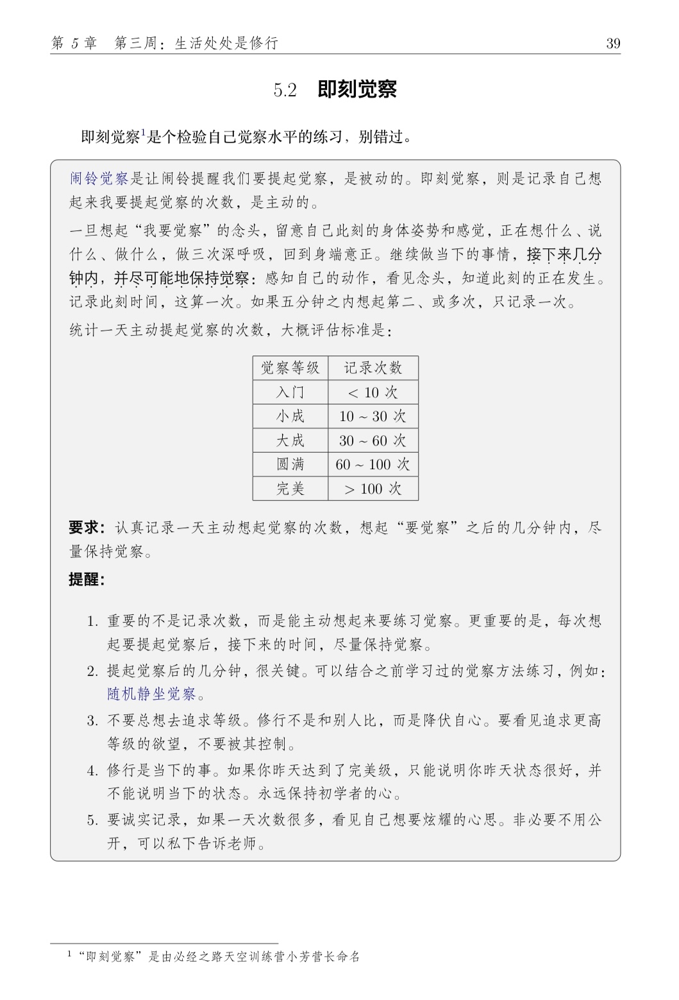 第 5 章　第三周：生活处处是修行　39
5.2　即刻觉察
即刻觉察1是个检验自己觉察水平的练习，别错过。
闹铃觉察是让闹铃提醒我们要提起觉察，是被动的。即刻觉察，则是记录自己想
起来我要提起觉察的次数，是主动的。
一旦想起“我要觉察”的念头，留意自己此刻的身体姿势和感觉，正在想什么、说
什么、做什么，做三次深呼吸，回到身端意正。继续做当下的事情，接下来几分
钟内，并尽可能地保持觉察：感知自己的动作，看见念头，知道此刻的正在发生。
记录此刻时间，这算一次。如果五分钟之内想起第二、或多次，只记录一次。
统计一天主动提起觉察的次数，大概评估标准是：
觉察等级　记录次数
入门　< 10 次
小成　10 ~ 30 次
大成　30 ~ 60 次
圆满　60 ~ 100 次
完美　> 100 次
要求：认真记录一天主动想起觉察的次数，想起“要觉察”之后的几分钟内，尽
量保持觉察。
提醒：
1. 重要的不是记录次数，而是能主动想起来要练习觉察。更重要的是，每次想
起要提起觉察后，接下来的时间，尽量保持觉察。
2. 提起觉察后的几分钟，很关键。可以结合之前学习过的觉察方法练习，例如：
随机静坐觉察。
3. 不要总想去追求等级。修行不是和别人比，而是降伏自心。要看见追求更高
等级的欲望，不要被其控制。
4. 修行是当下的事。如果你昨天达到了完美级，只能说明你昨天状态很好，并
不能说明当下的状态。永远保持初学者的心。
5. 要诚实记录，如果一天次数很多，看见自己想要炫耀的心思。非必要不用公
开，可以私下告诉老师。
1 “即刻觉察”是由必经之路天空训练营小芳营长命名